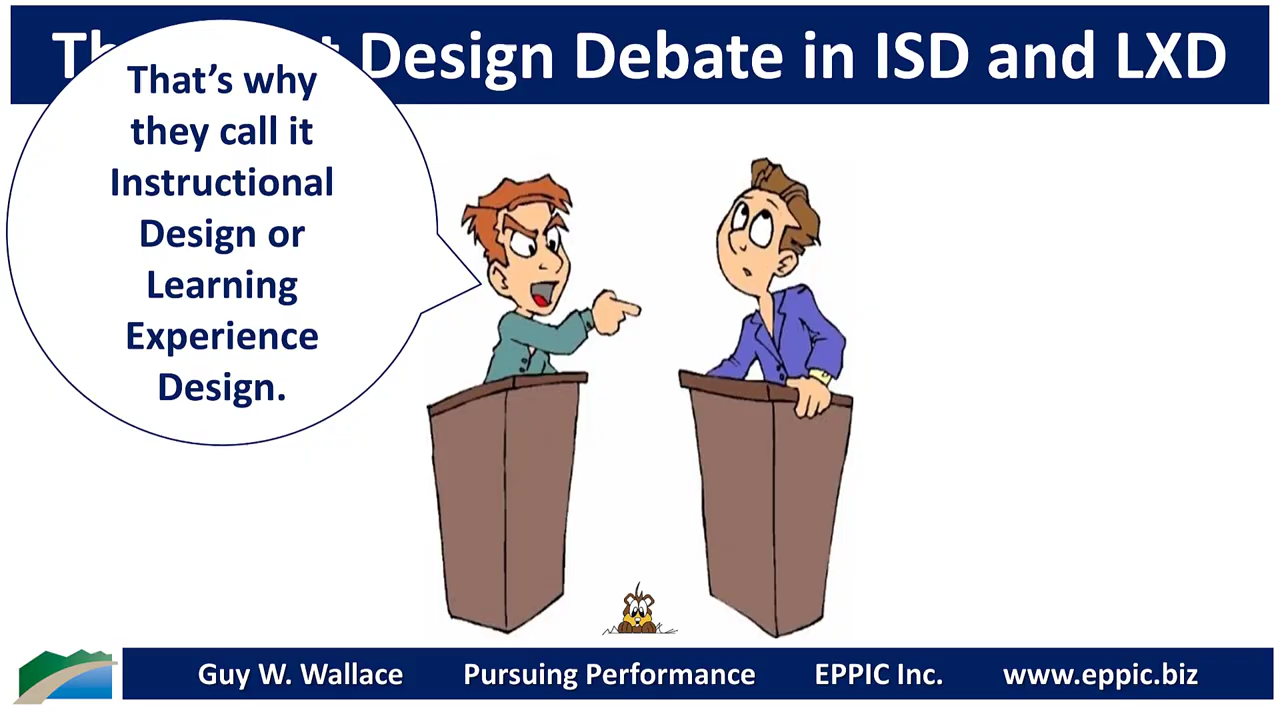 Design Debate in ISD and LXD
That's why
they call it
Instructional
Design or
Learning
Experience
Design.
Guy W. Wallace Pursuing Performance EPPIC Inc. www.eppic.biz